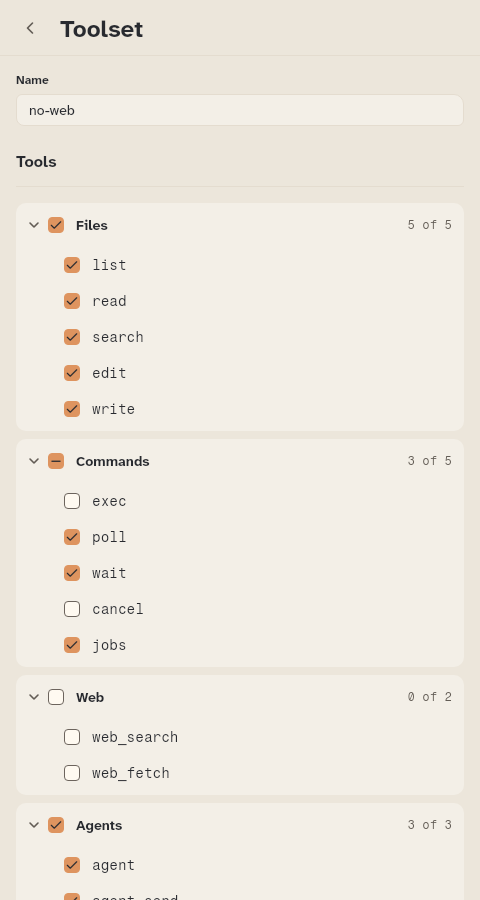 Toolset
Name
no-web
Tools
Files 5 of 5
list
read
search
edit
write
Commands 3 of 5
exec
poll
wait
cancel
jobs
Web 0 of 2
web_search
web_fetch
Agents 3 of 3
agent
agent_send